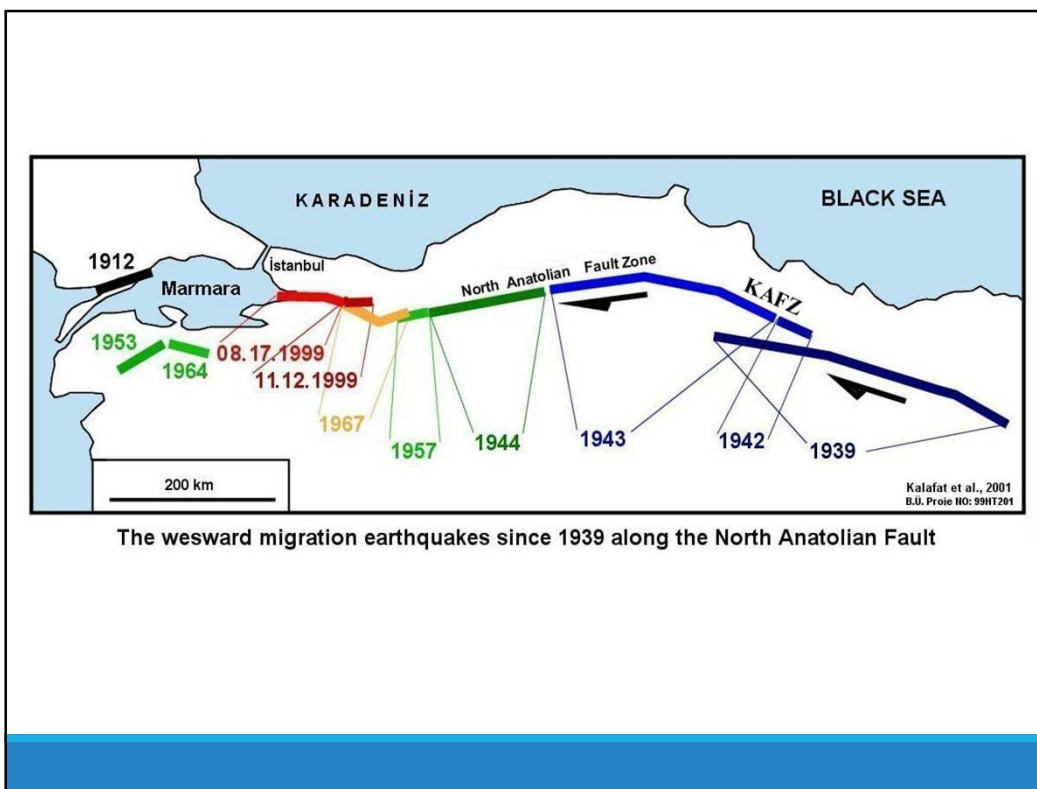 KARADENİZ
BLACK SEA
1912
Marmara
İstanbul
North Anatolian Fault Zone
KAFZ
1953
1964
08.17.1999
11.12.1999
1967
1957
1944
1943
1942
1939
200 km
Kalafat et al., 2001
B.Ü. Proie NO: 99HT201
The wesward migration earthquakes since 1939 along the North Anatolian Fault